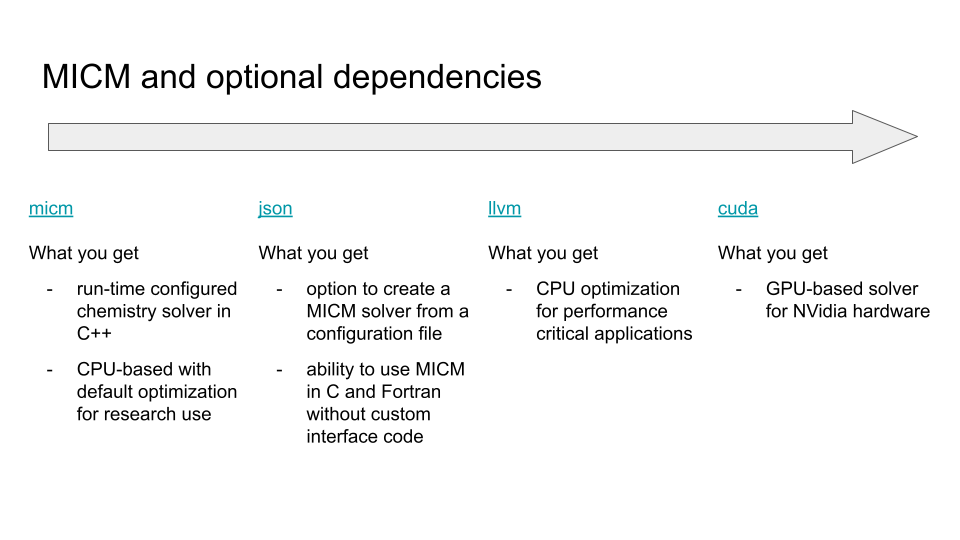 MICM and optional dependencies
micm
What you get
- run-time configured
chemistry solver in
C++
- CPU-based with
default optimization
for research use
json
What you get
- option to create a
MICM solver from a
configuration file
- ability to use MICM
in C and Fortran
without custom
interface code
llvm
What you get
- CPU optimization
for performance
critical applications
cuda
What you get
- GPU-based solver
for NVidia hardware